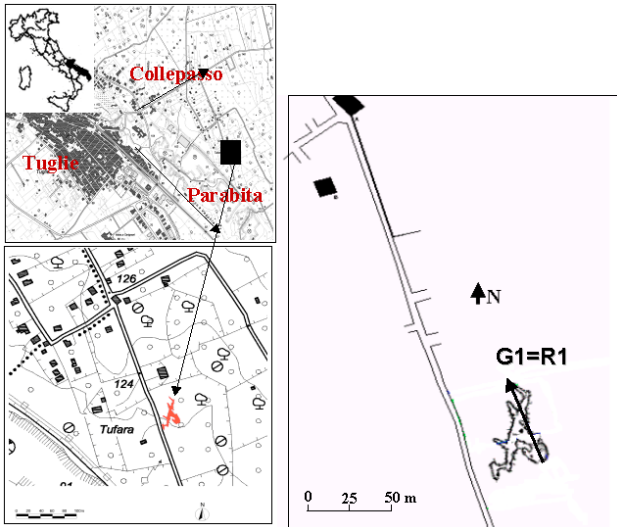 Collepasso
Tuglie
Parabita
126
124
Tufara
N
N
G1=R1
0 25 50 m